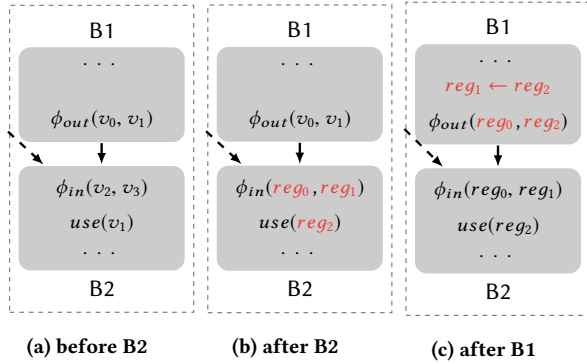 B1
. . .
ϕout(v0, v1)
ϕin(v2, v3)
use(v1)
. . .
B2
(a) before B2
B1
. . .
ϕout(v0, v1)
ϕin(reg0, reg1)
use(reg2)
. . .
B2
(b) after B2
B1
. . .
reg1 ← reg2
ϕout(reg0, reg2)
ϕin(reg0, reg1)
use(reg2)
. . .
B2
(c) after B1